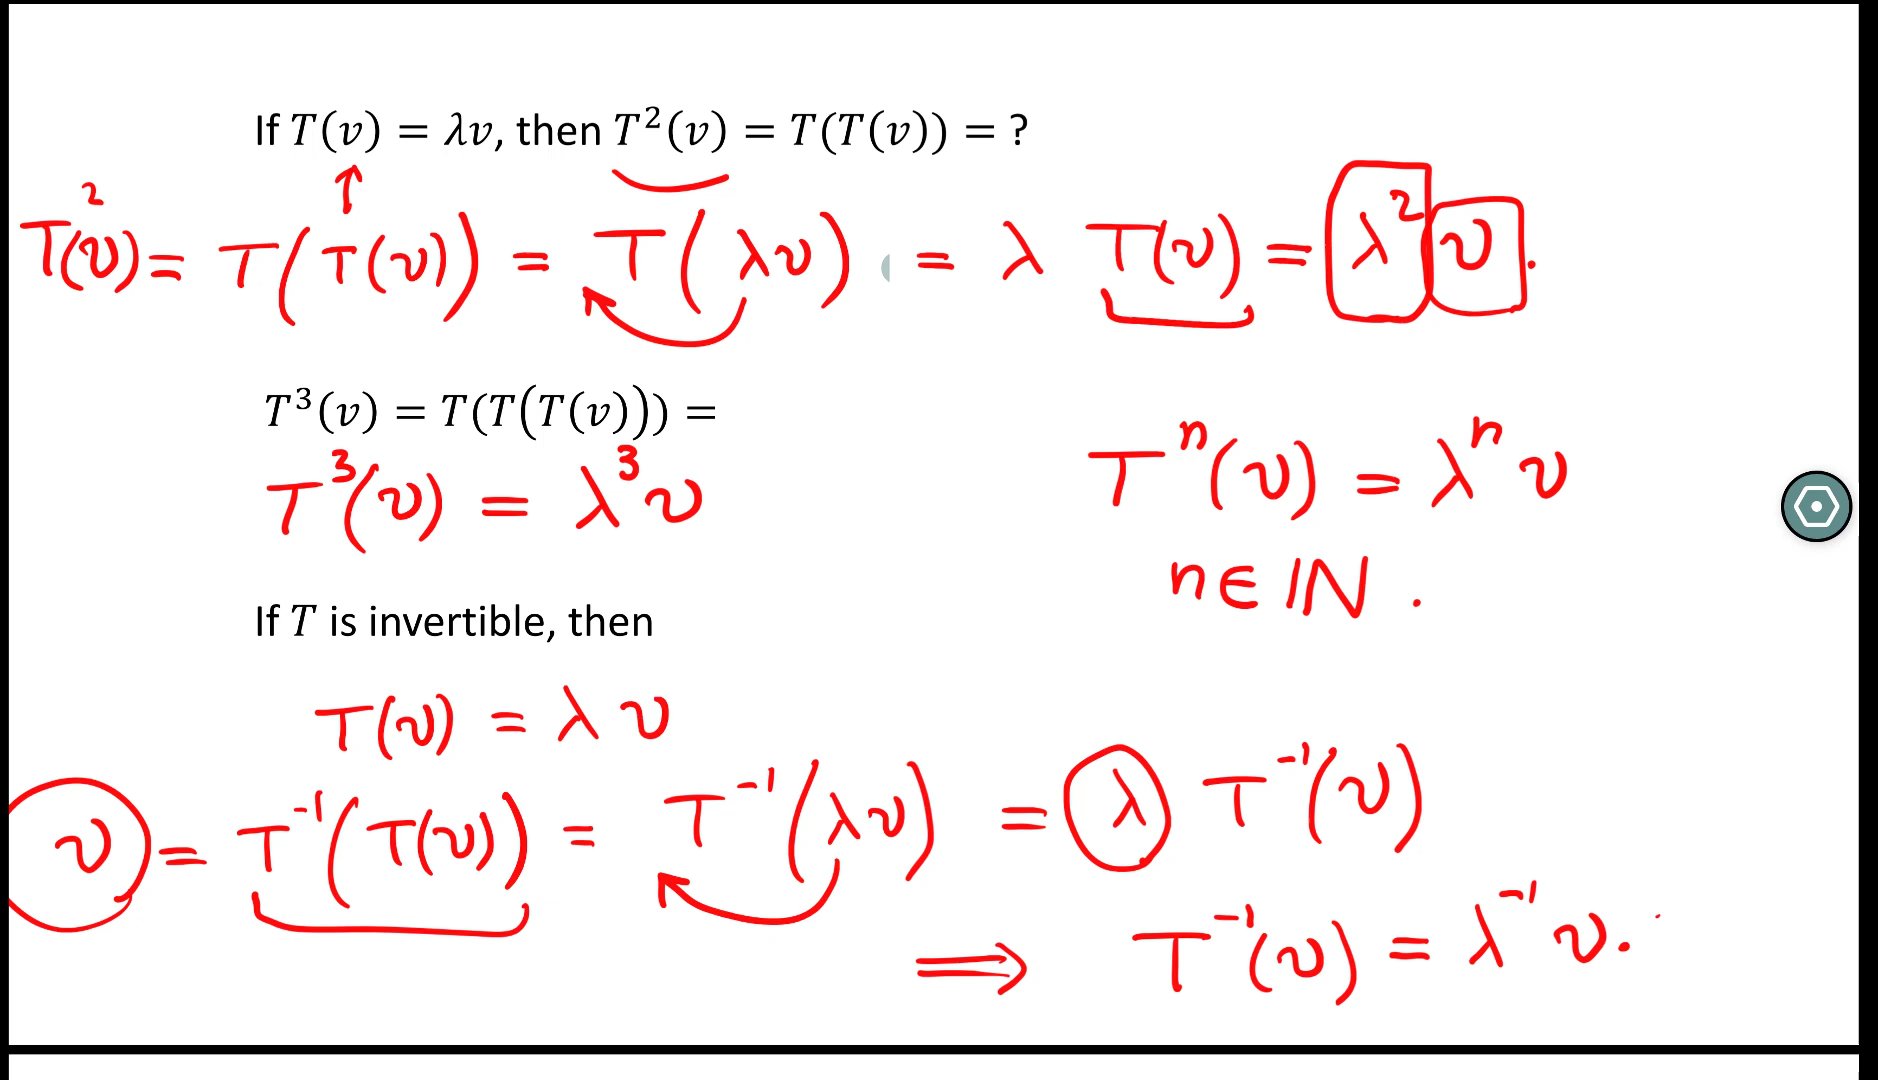 If T(v) = λv, then T²(v) = T(T(v)) = ?
T²(v) = T(T(v)) = T(λv) = λ T(v) = λ² v.
T³(v) = T(T(T(v))) =
T³(v) = λ³ v
Tⁿ(v) = λⁿ v
n ∈ ℕ .
If T is invertible, then
T(v) = λ v
v = T⁻¹(T(v)) = T⁻¹(λv) = λ T⁻¹(v)
⟹ T⁻¹(v) = λ⁻¹ v.